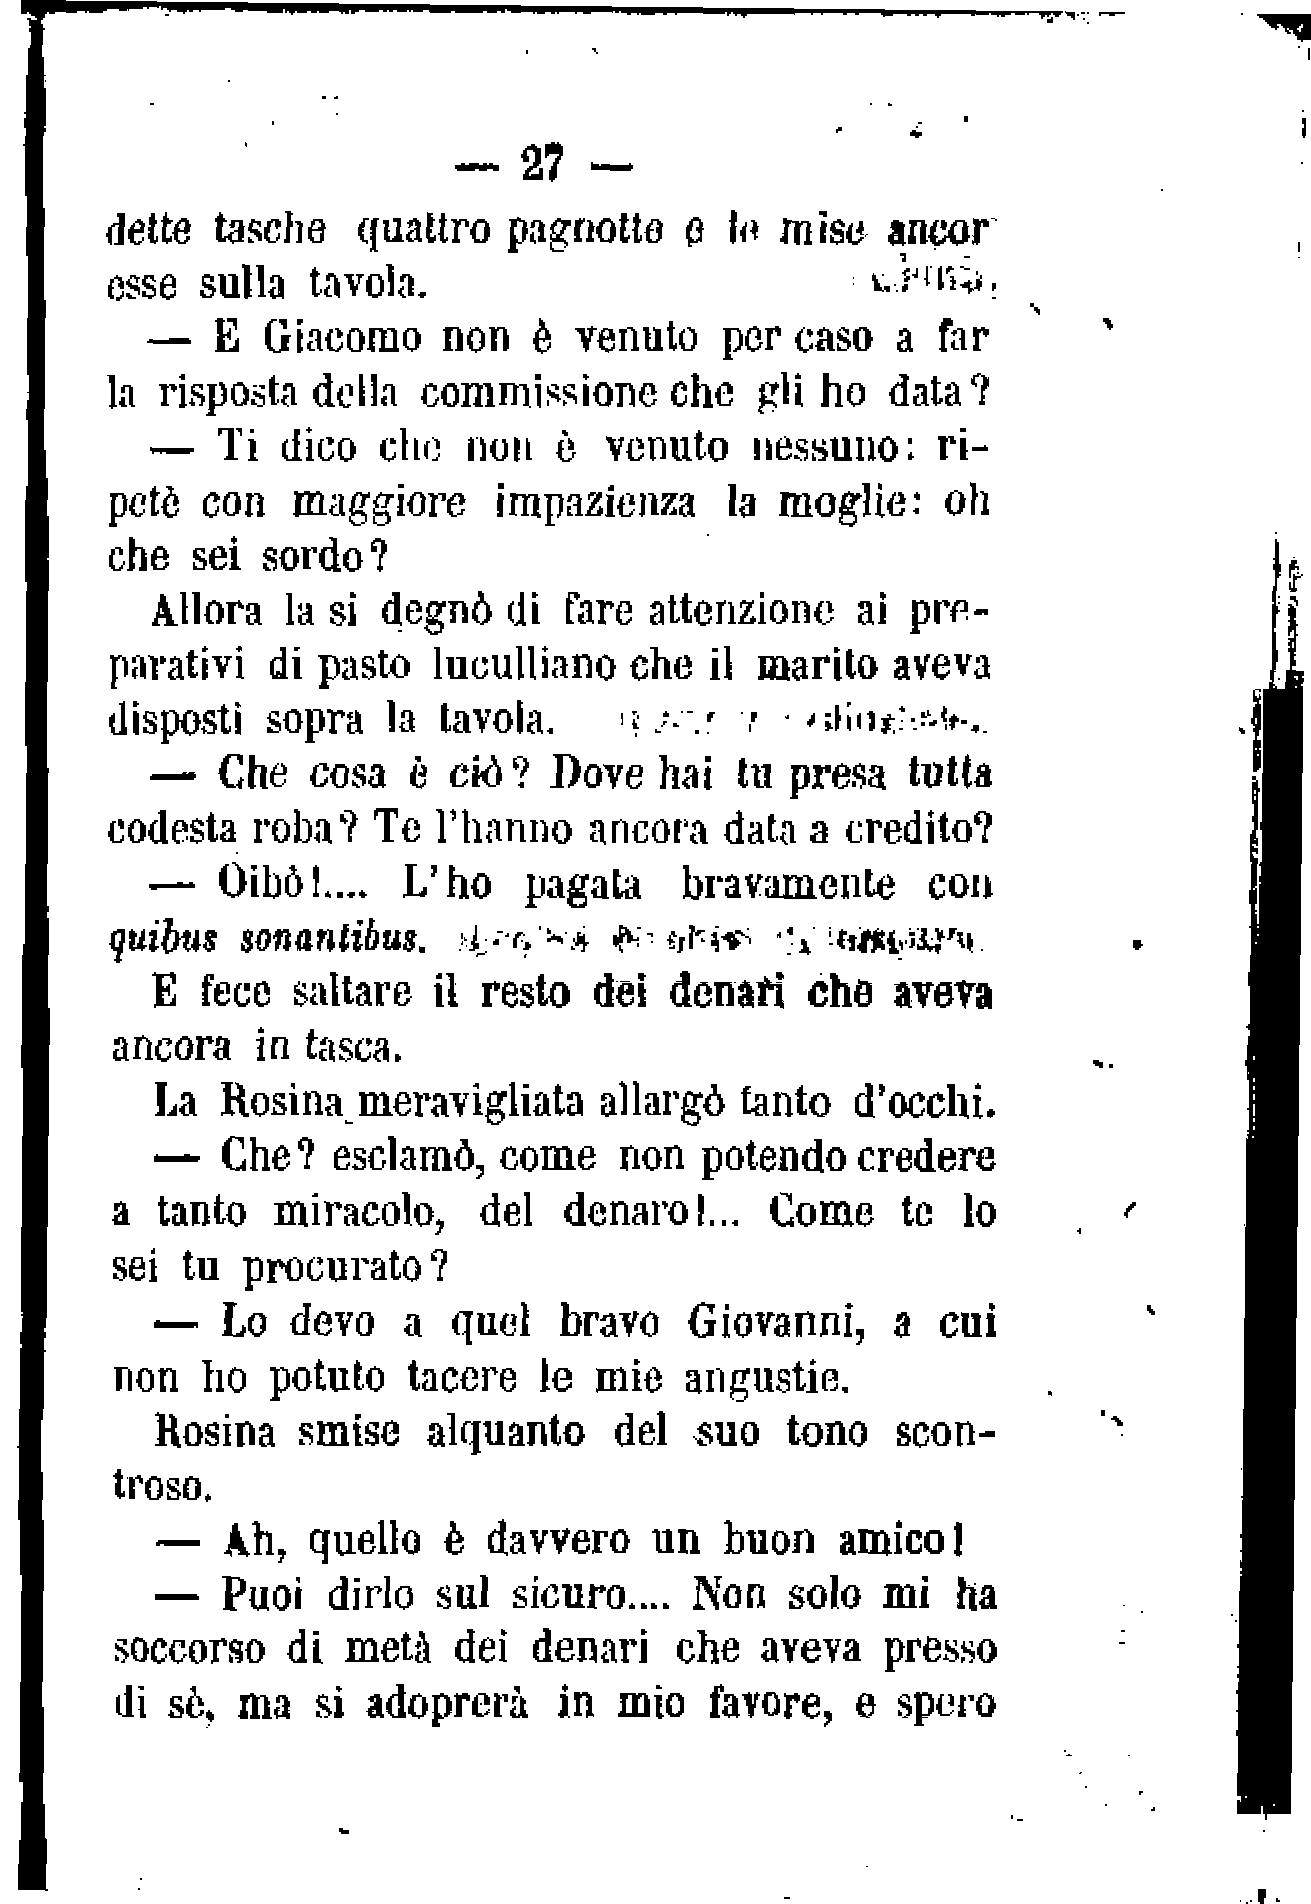 — 27 —
dette tasche quattro pagnotte e le mise ancor
esse sulla tavola.
— E Giacomo non è venuto per caso a far
la risposta della commissione che gli ho data?
— Ti dico che non è venuto nessuno: ri-
petè con maggiore impazienza la moglie: oh
che sei sordo?
Allora la si degnò di fare attenzione ai pre-
parativi di pasto luculliano che il marito aveva
disposti sopra la tavola.
— Che cosa è ciò? Dove hai tu presa tutta
codesta roba? Te l'hanno ancora data a credito?
— Oibò!.... L'ho pagata bravamente con
quibus sonantibus.
E fece saltare il resto dei denari che aveva
ancora in tasca.
La Rosina meravigliata allargò tanto d'occhi.
— Che? esclamò, come non potendo credere
a tanto miracolo, del denaro!... Come te lo
sei tu procurato?
— Lo devo a quel bravo Giovanni, a cui
non ho potuto tacere le mie angustie.
Rosina smise alquanto del suo tono scon-
troso.
— Ah, quello è davvero un buon amico!
— Puoi dirlo sul sicuro.... Non solo mi ha
soccorso di metà dei denari che aveva presso
di sè, ma si adoprerà in mio favore, e spero